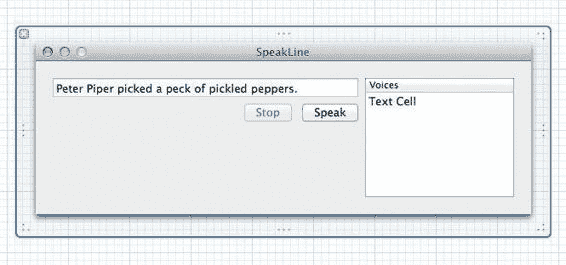 SpeakLine
Peter Piper picked a peck of pickled peppers.
Voices
Text Cell
Stop
Speak